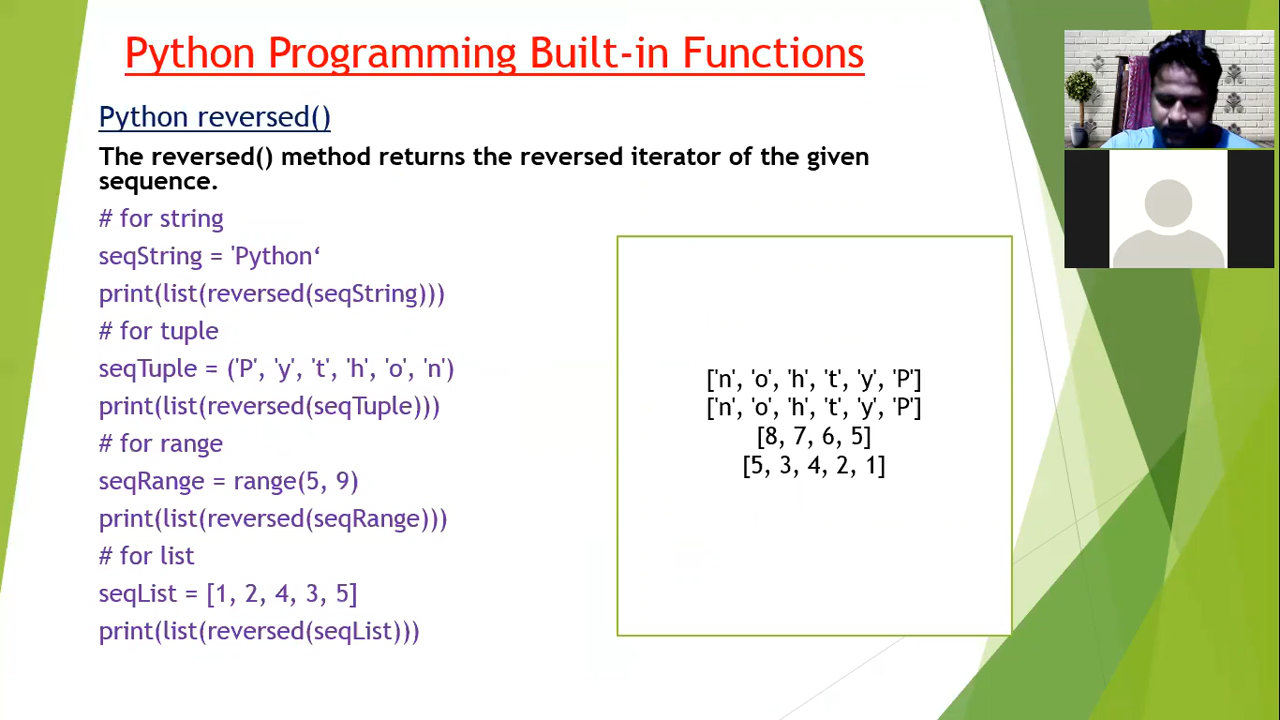 Python Programming Built-in Functions
Python reversed()
The reversed() method returns the reversed iterator of the given
sequence.
# for string
seqString = 'Python‘
print(list(reversed(seqString)))
# for tuple
seqTuple = ('P', 'y', 't', 'h', 'o', 'n')
print(list(reversed(seqTuple)))
# for range
seqRange = range(5, 9)
print(list(reversed(seqRange)))
# for list
seqList = [1, 2, 4, 3, 5]
print(list(reversed(seqList)))
['n', 'o', 'h', 't', 'y', 'P']
['n', 'o', 'h', 't', 'y', 'P']
[8, 7, 6, 5]
[5, 3, 4, 2, 1]